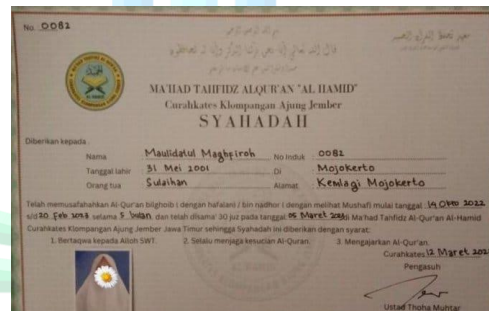 No. 0082
MA'HAD TAHFIDZ ALQUR'AN "AL HAMID"
Curahkates Klompangan Ajung Jember
SYAHADAH
Diberikan kepada :
Nama Maulidatul Maghfiroh No Induk 0082
Tanggal lahir 31 Mei 2001 Di Mojokerto
Orang tua Sulaihan Alamat Kemlagi Mojokerto
Telah memusafahahkan Al-Qur'an bilghoib ( dengan hafalan) / bin nadhor ( dengan melihat Mushaf) mulai tanggal 14 2022
s/d 20 Feb 2023 selama 5 bulan dan telah disama' 30 juz pada tanggal 05 Maret Ma'had Tahfidz Al-Qur'an Al-Hamid
Curahkates Klompangan Ajung Jember Jawa Timur sehingga Syahadah ini diberikan dengan syarat:
1. Bertaqwa kepada Alloh SWT. 2. Selalu menjaga kesucian Al-Quran. 3. Mengajarkan Al-Qur'an.
Curahkates 12 Maret
Pengasuh
Ustad Thoha Muhtar